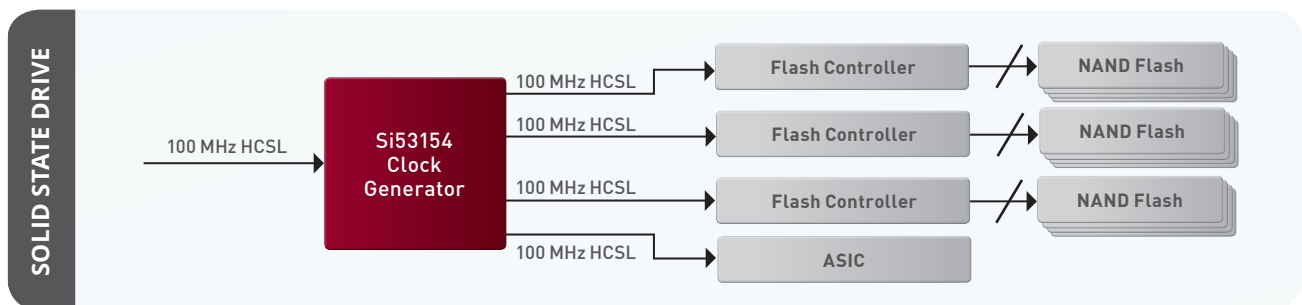 SOLID STATE DRIVE
100 MHz HCSL
Si53154
Clock
Generator
100 MHz HCSL
Flash Controller
NAND Flash
100 MHz HCSL
Flash Controller
NAND Flash
100 MHz HCSL
Flash Controller
NAND Flash
100 MHz HCSL
ASIC